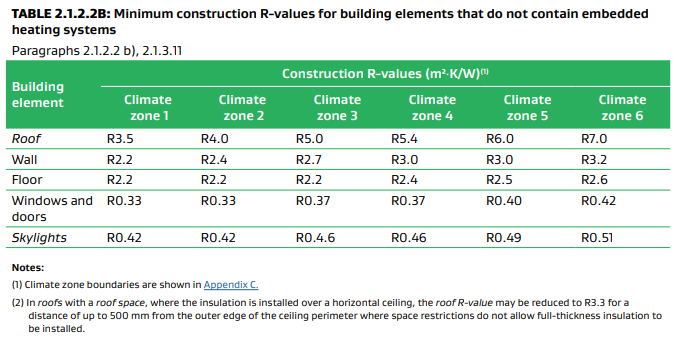 TABLE 2.1.2.2B: Minimum construction R-values for building elements that do not contain embedded
heating systems
Paragraphs 2.1.2.2 b), 2.1.3.11
Building element Construction R-values (m²·K/W)(1)
Climate zone 1 Climate zone 2 Climate zone 3 Climate zone 4 Climate zone 5 Climate zone 6
Roof R3.5 R4.0 R5.0 R5.4 R6.0 R7.0
Wall R2.2 R2.4 R2.7 R3.0 R3.0 R3.2
Floor R2.2 R2.2 R2.2 R2.4 R2.5 R2.6
Windows and doors R0.33 R0.33 R0.37 R0.37 R0.40 R0.42
Skylights R0.42 R0.42 R0.4.6 R0.46 R0.49 R0.51
Notes:
(1) Climate zone boundaries are shown in Appendix C.
(2) In roofs with a roof space, where the insulation is installed over a horizontal ceiling, the roof R-value may be reduced to R3.3 for a
distance of up to 500 mm from the outer edge of the ceiling perimeter where space restrictions do not allow full-thickness insulation to
be installed.